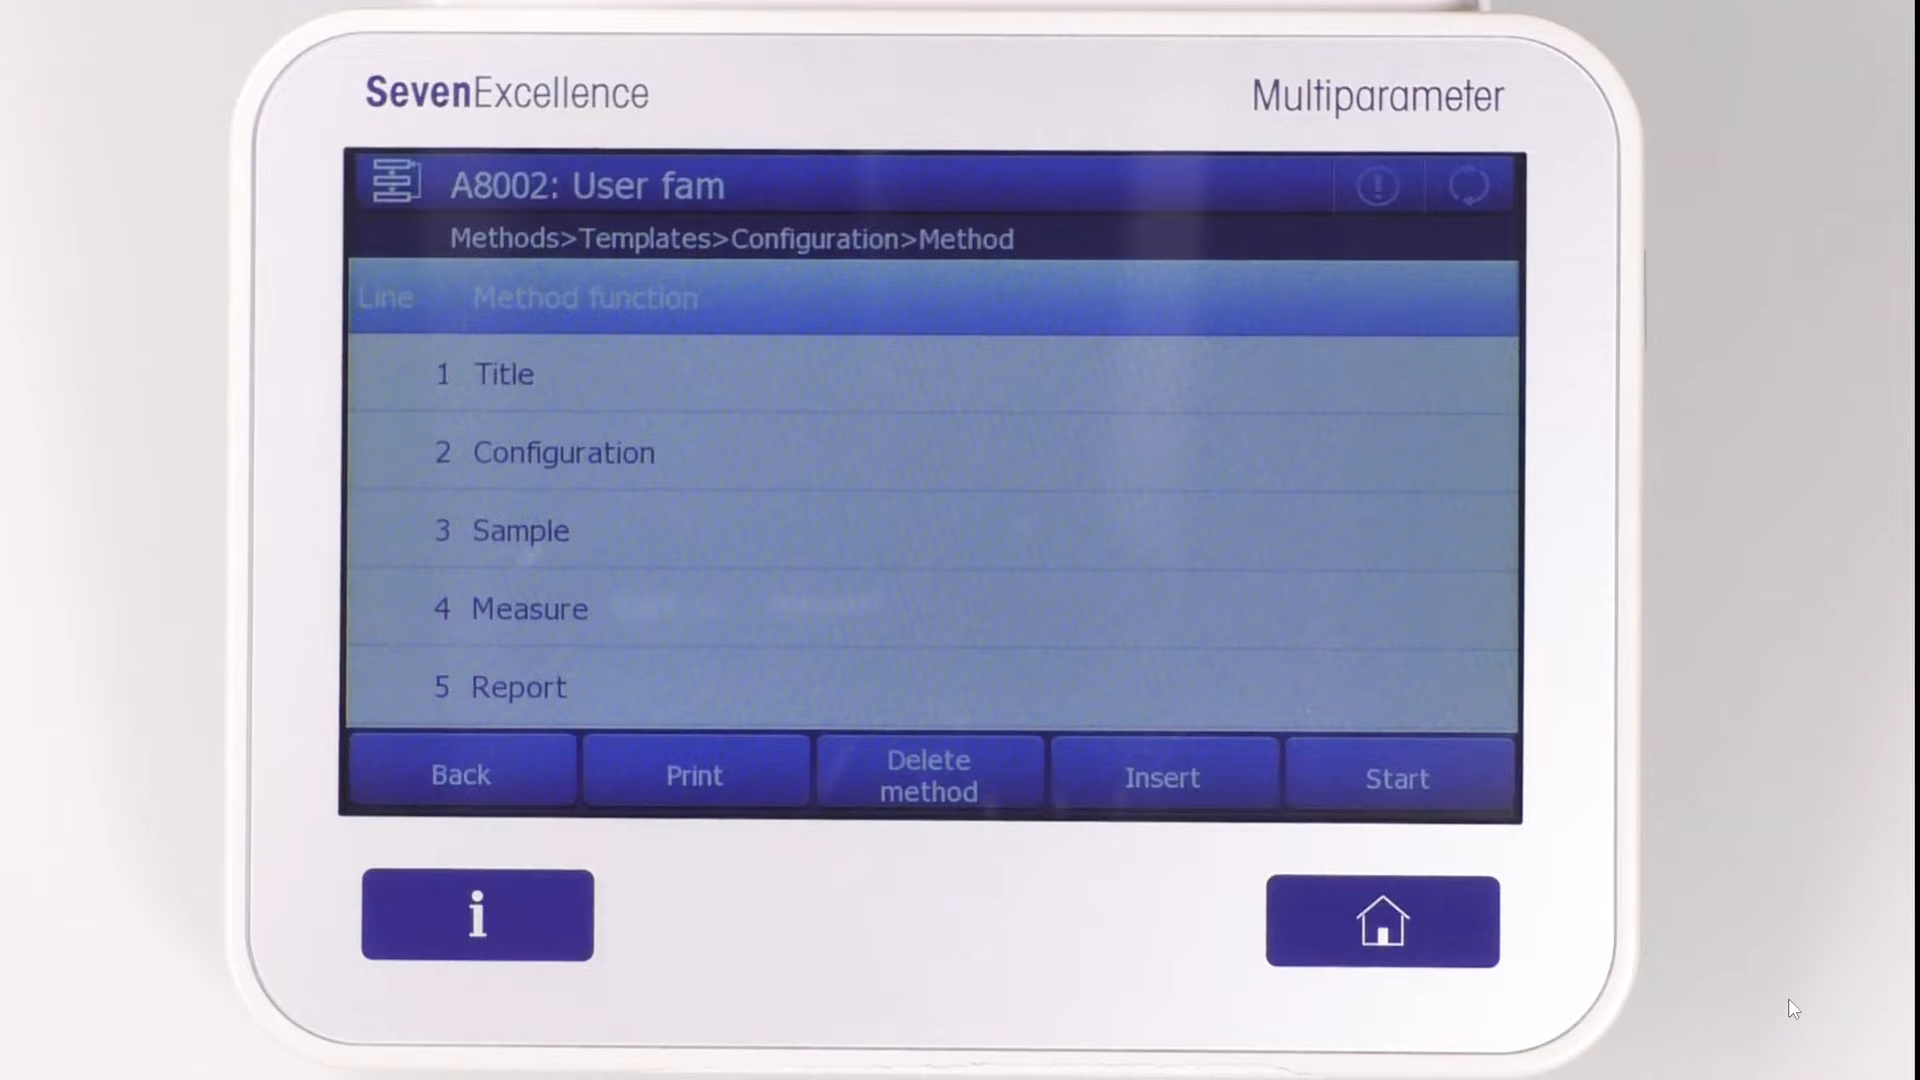 SevenExcellence
Multiparameter
A8002: User fam
Methods>Templates>Configuration>Method
Line Method function
1 Title
2 Configuration
3 Sample
4 Measure
5 Report
Back
Print
Delete
method
Insert
Start
i